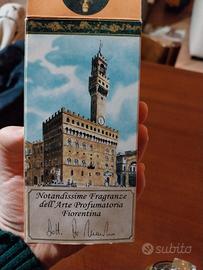 Notandissime Fragranze
dell'Arte Profumatoria
Fiorentina
subito